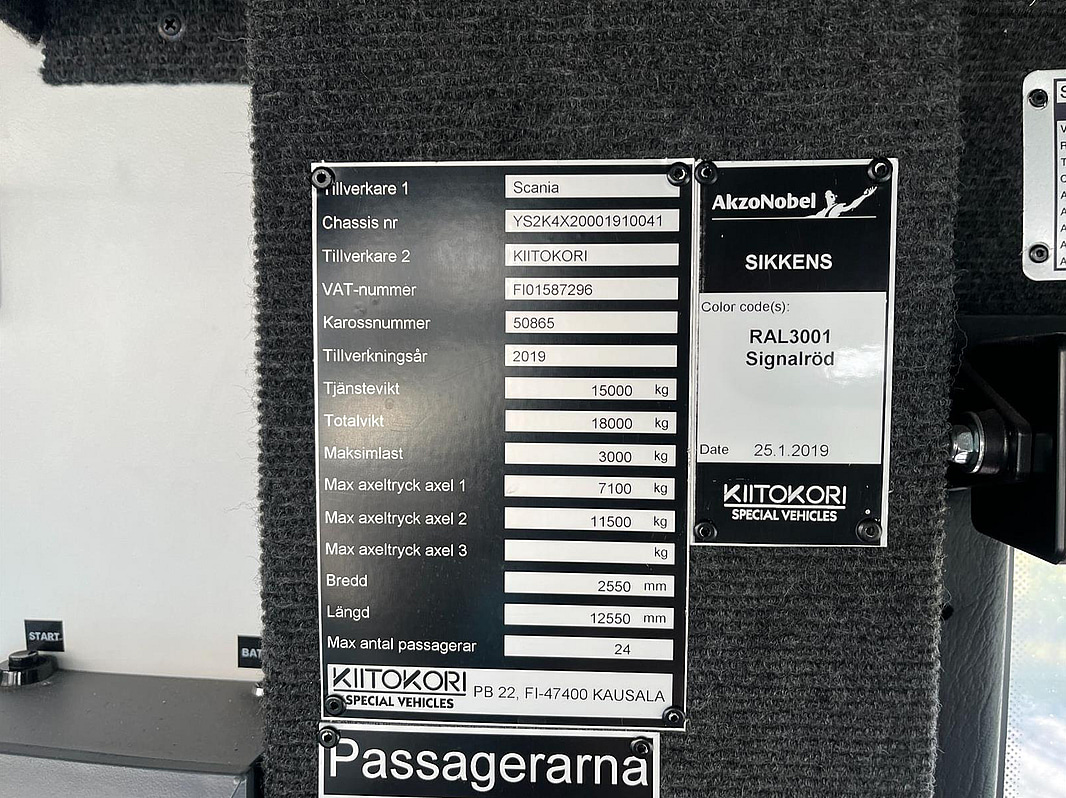 Tillverkare 1 Scania
Chassis nr YS2K4X20001910041
Tillverkare 2 KIITOKORI
VAT-nummer FI01587296
Karossnummer 50865
Tillverkningsår 2019
Tjänstevikt 15000 kg
Totalvikt 18000 kg
Maksimlast 3000 kg
Max axeltryck axel 1 7100 kg
Max axeltryck axel 2 11500 kg
Max axeltryck axel 3 kg
Bredd 2550 mm
Längd 12550 mm
Max antal passagerar 24
KIITOKORI
SPECIAL VEHICLES
PB 22, FI-47400 KAUSALA
Passagerarna
AkzoNobel
SIKKENS
Color code(s):
RAL3001
Signalröd
Date 25.1.2019
KIITOKORI
SPECIAL VEHICLES
START